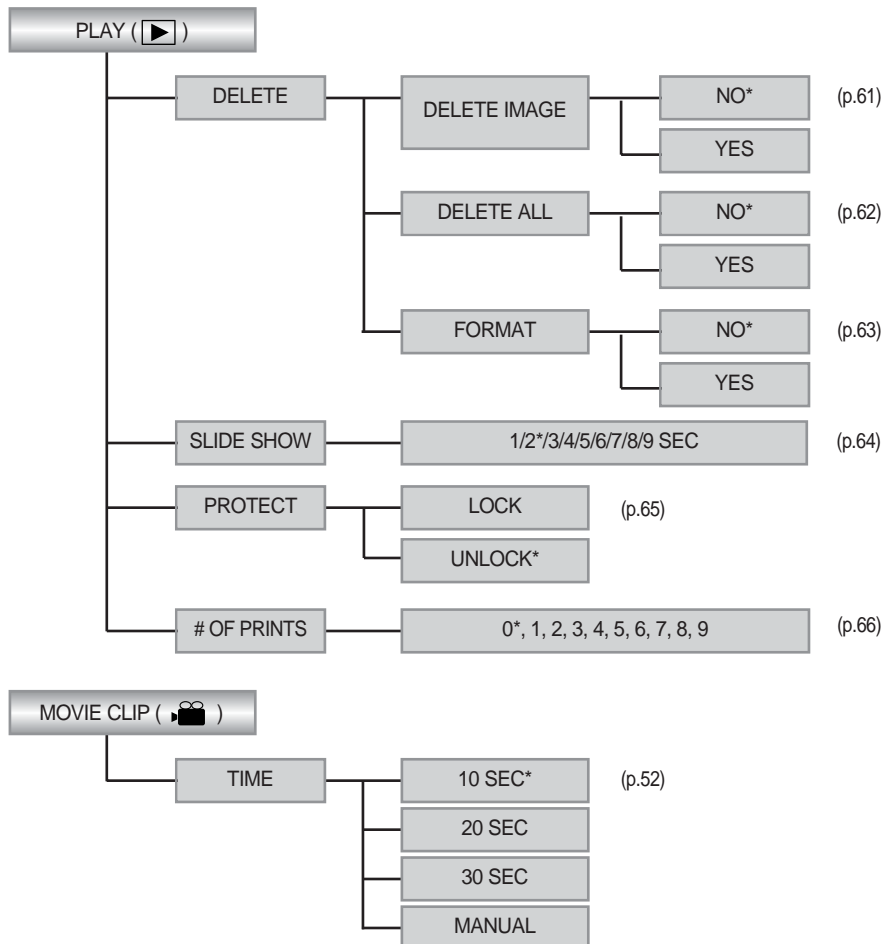 PLAY ( )
DELETE DELETE IMAGE NO* (p.61)
YES
DELETE ALL NO* (p.62)
YES
FORMAT NO* (p.63)
YES
SLIDE SHOW 1/2*/3/4/5/6/7/8/9 SEC (p.64)
PROTECT LOCK (p.65)
UNLOCK*
# OF PRINTS 0*, 1, 2, 3, 4, 5, 6, 7, 8, 9 (p.66)
MOVIE CLIP ( )
TIME 10 SEC* (p.52)
20 SEC
30 SEC
MANUAL